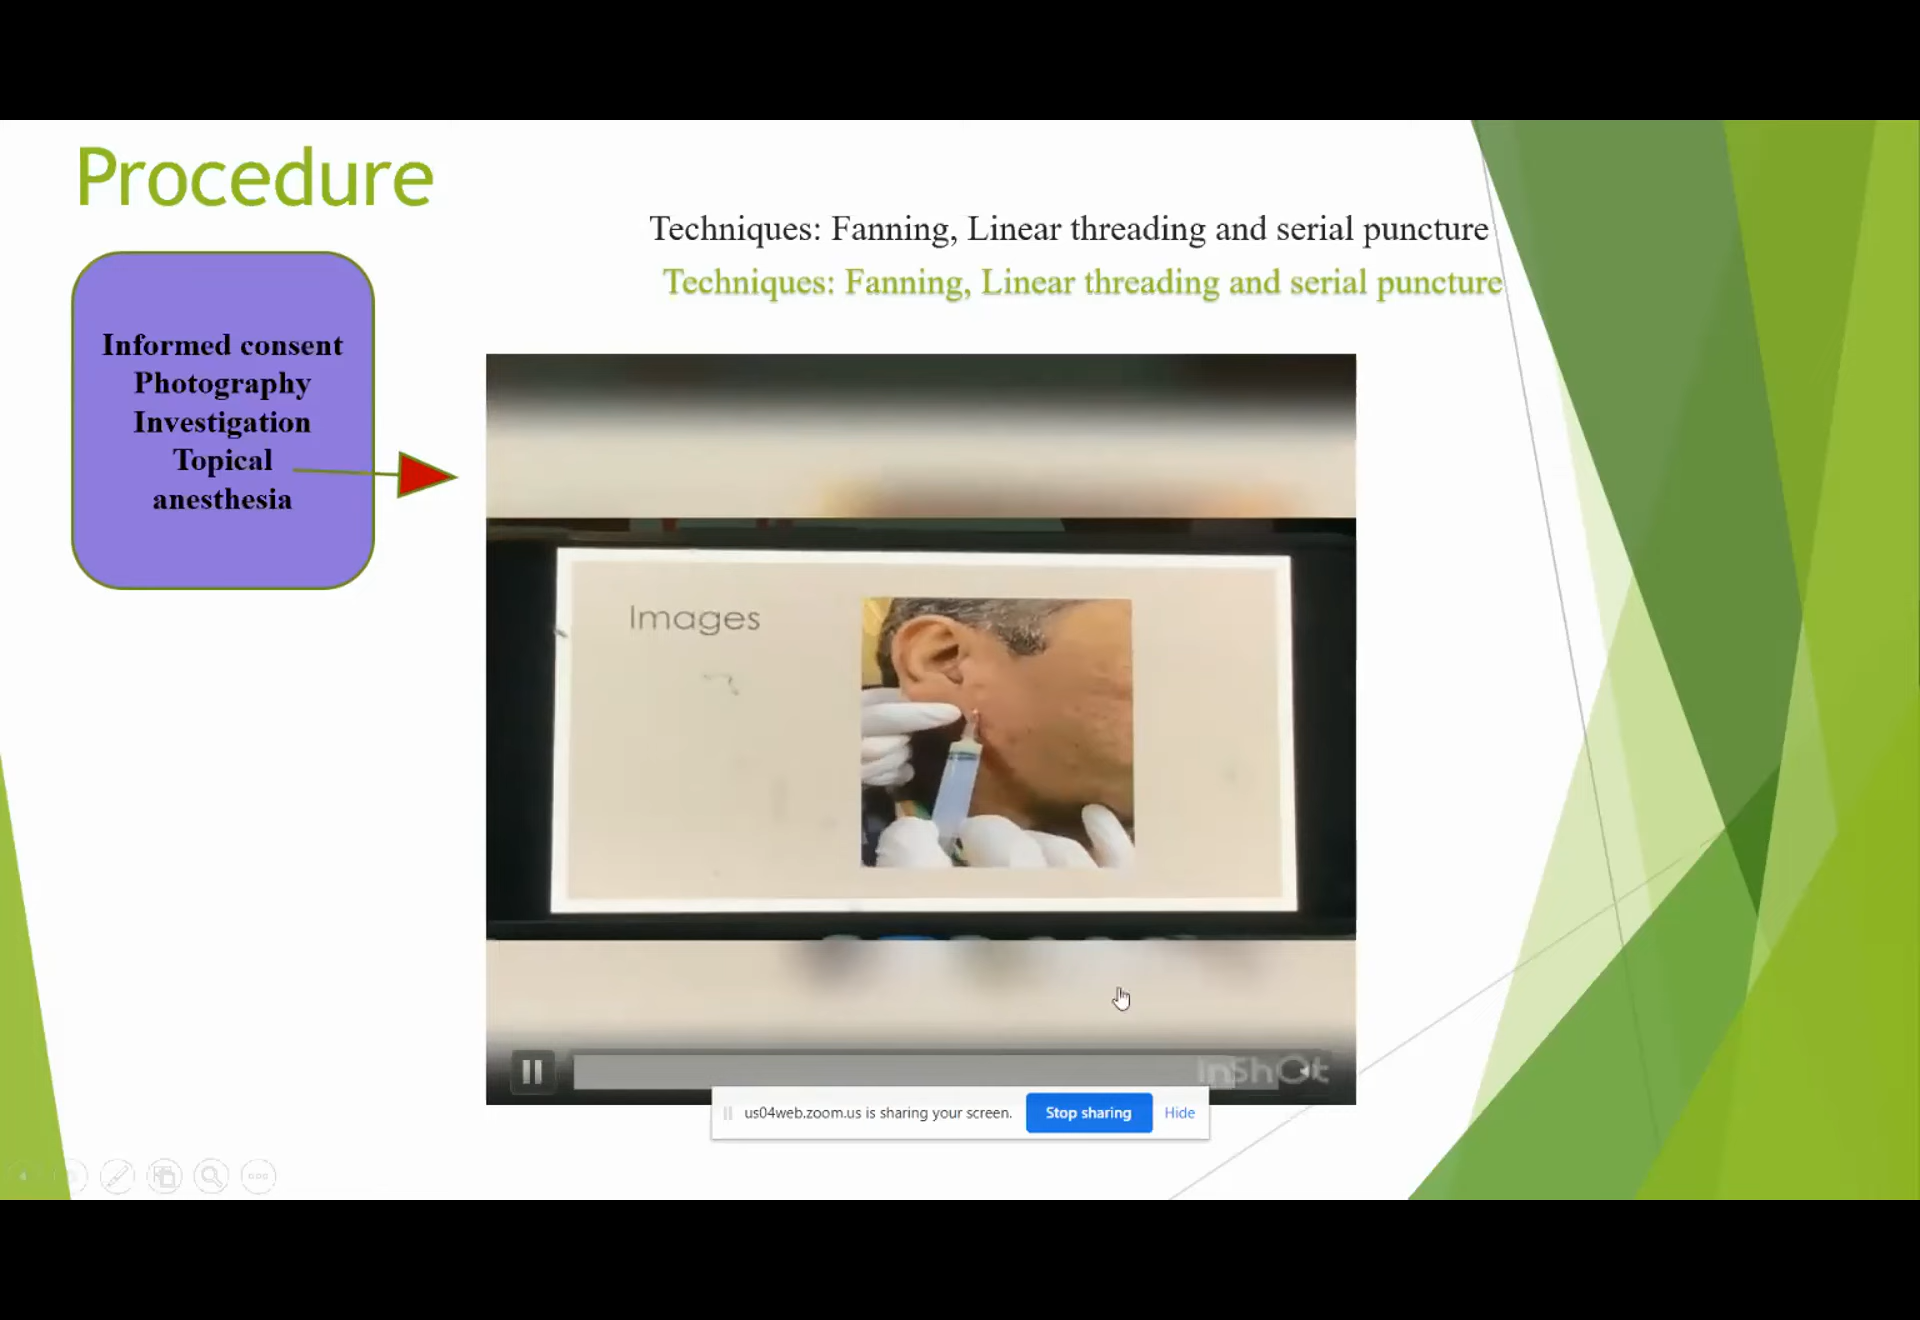 Procedure
Techniques: Fanning, Linear threading and serial puncture
Techniques: Fanning, Linear threading and serial puncture
Informed consent
Photography
Investigation
Topical
anesthesia
Images
InShOt
us04web.zoom.us is sharing your screen.
Stop sharing
Hide